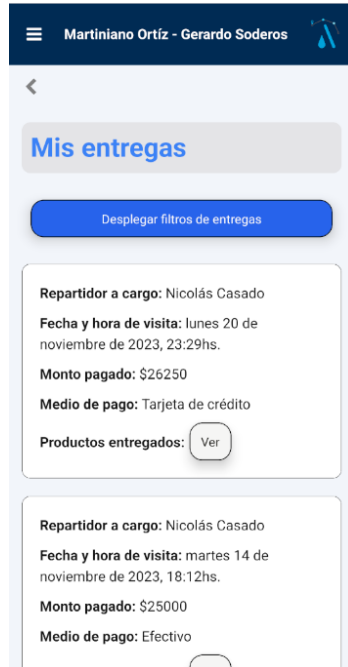 Martiniano Ortíz - Gerardo Soderos
Mis entregas
Desplegar filtros de entregas
Repartidor a cargo: Nicolás Casado
Fecha y hora de visita: lunes 20 de
noviembre de 2023, 23:29hs.
Monto pagado: $26250
Medio de pago: Tarjeta de crédito
Productos entregados: Ver
Repartidor a cargo: Nicolás Casado
Fecha y hora de visita: martes 14 de
noviembre de 2023, 18:12hs.
Monto pagado: $25000
Medio de pago: Efectivo